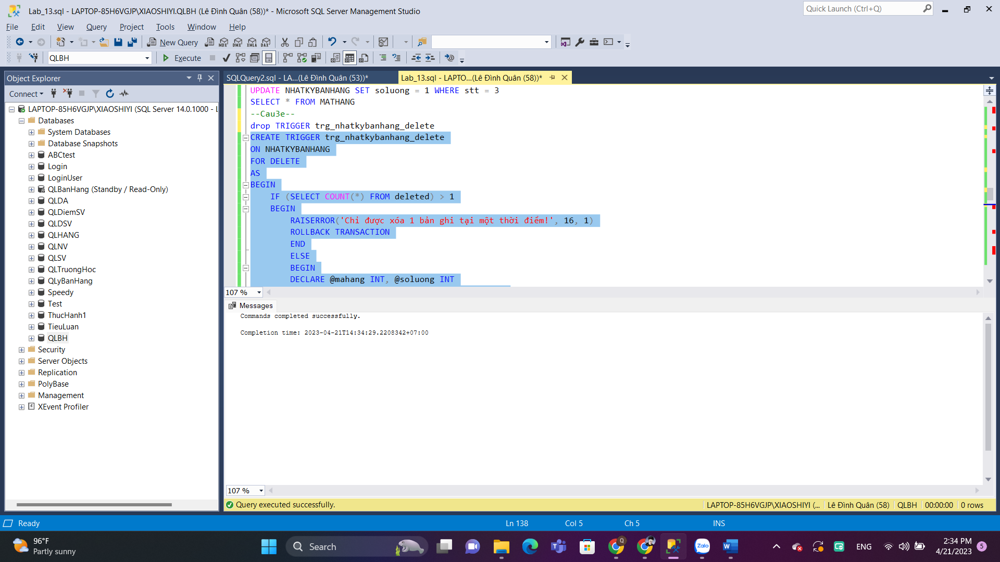 Lab_13.sql - LAPTOP-85H6VGJP\XIAOSHIYI.QLBH (Lê Đình Quân (58))* - Microsoft SQL Server Management Studio
Quick Launch (Ctrl+Q)
File Edit View Query Project Tools Window Help
New Query
MDX DMX XMLA DAX
QLBH
Execute
Object Explorer
Connect
LAPTOP-85H6VGJP\XIAOSHIYI (SQL Server 14.0.1000 - L
Databases
System Databases
Database Snapshots
ABCtest
Login
LoginUser
QLBanHang (Standby / Read-Only)
QLDA
QLDiemSV
QLDSV
QLHANG
QLNV
QLSV
QLTruongHoc
QLyBanHang
Speedy
Test
ThucHanh1
TieuLuan
QLBH
Security
Server Objects
Replication
PolyBase
Management
XEvent Profiler
SQLQuery2.sql - LA...(Lê Đình Quân (53))*
Lab_13.sql - LAPTO...(Lê Đình Quân (58))*
UPDATE NHATKYBANHANG SET soluong = 1 WHERE stt = 3
SELECT * FROM MATHANG
--Cau3e--
drop TRIGGER trg_nhatkybanhang_delete
CREATE TRIGGER trg_nhatkybanhang_delete
ON NHATKYBANHANG
FOR DELETE
AS
BEGIN
IF (SELECT COUNT(*) FROM deleted) > 1
BEGIN
RAISERROR('Chỉ được xóa 1 bản ghi tại một thời điểm!', 16, 1)
ROLLBACK TRANSACTION
END
ELSE
BEGIN
DECLARE @mahang INT, @soluong INT
107 %
Messages
Commands completed successfully.
Completion time: 2023-04-21T14:34:29.2208342+07:00
107 %
Query executed successfully.
LAPTOP-85H6VGJP\XIAOSHIYI (... Lê Đình Quân (58) QLBH 00:00:00 0 rows
Ready
Ln 138 Col 5 Ch 5 INS
96°F
Partly sunny
Search
Zalo
ENG
2:34 PM
4/21/2023
5